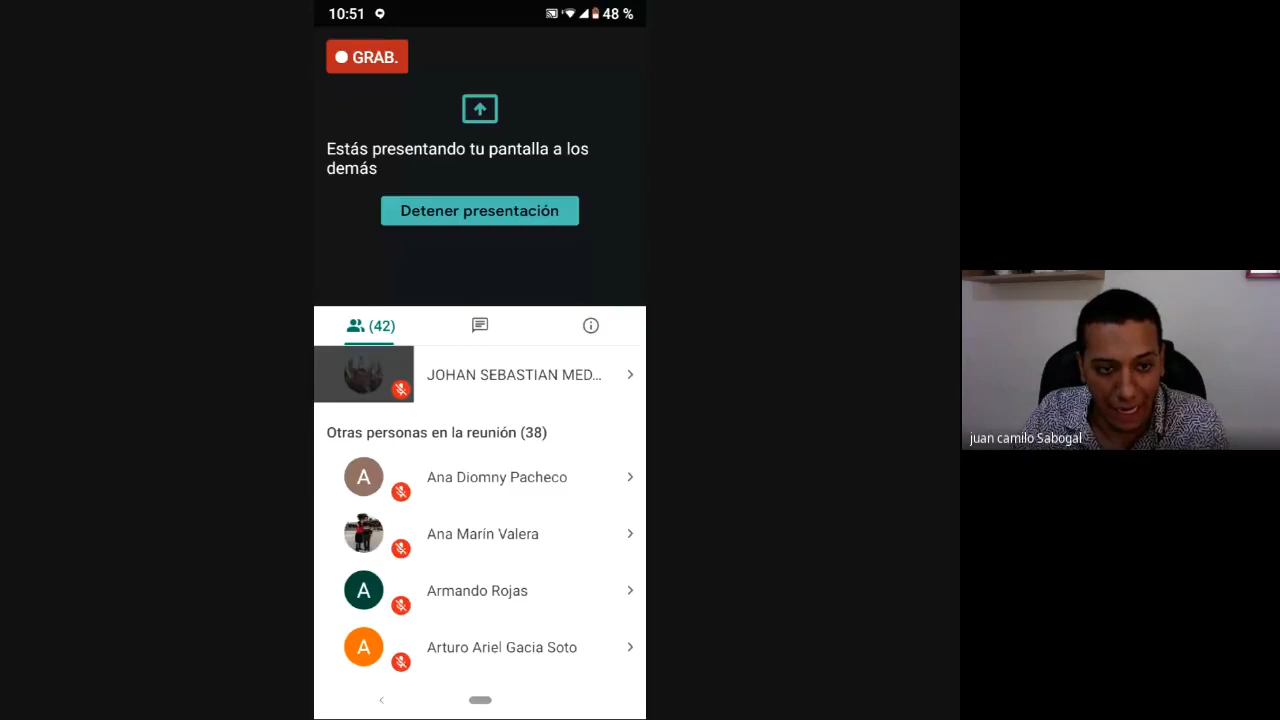 10:51
48 %
GRAB.
Estás presentando tu pantalla a los
demás
Detener presentación
(42)
JOHAN SEBASTIAN MED...
Otras personas en la reunión (38)
A Ana Diomny Pacheco
Ana Marín Valera
A Armando Rojas
A Arturo Ariel Gacia Soto
juan camilo Sabogal